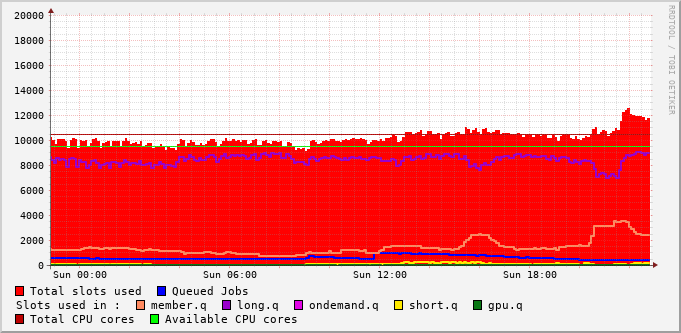 20000
18000
16000
14000
12000
10000
8000
6000
4000
2000
0
Sun 00:00 Sun 06:00 Sun 12:00 Sun 18:00
RRDTOOL / TOBI OETIKER
Total slots used Queued Jobs
Slots used in : member.q long.q ondemand.q short.q gpu.q
Total CPU cores Available CPU cores